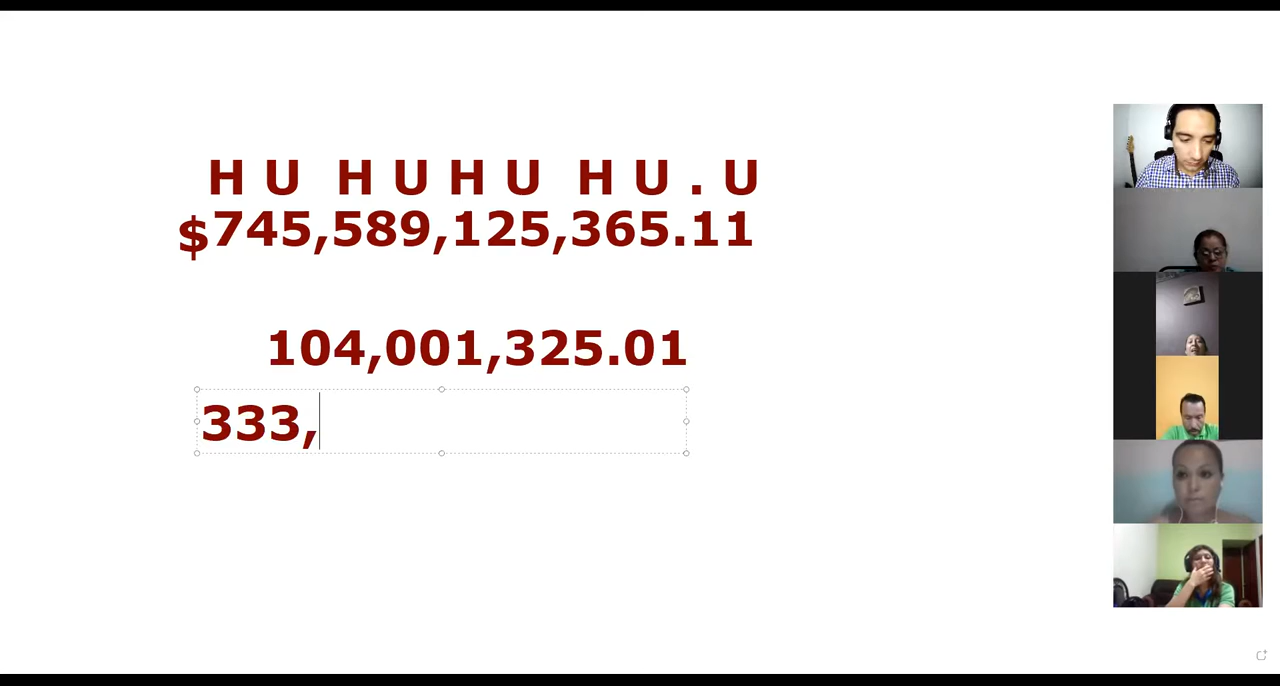 H U H U H U H U . U
$745,589,125,365.11
104,001,325.01
333,